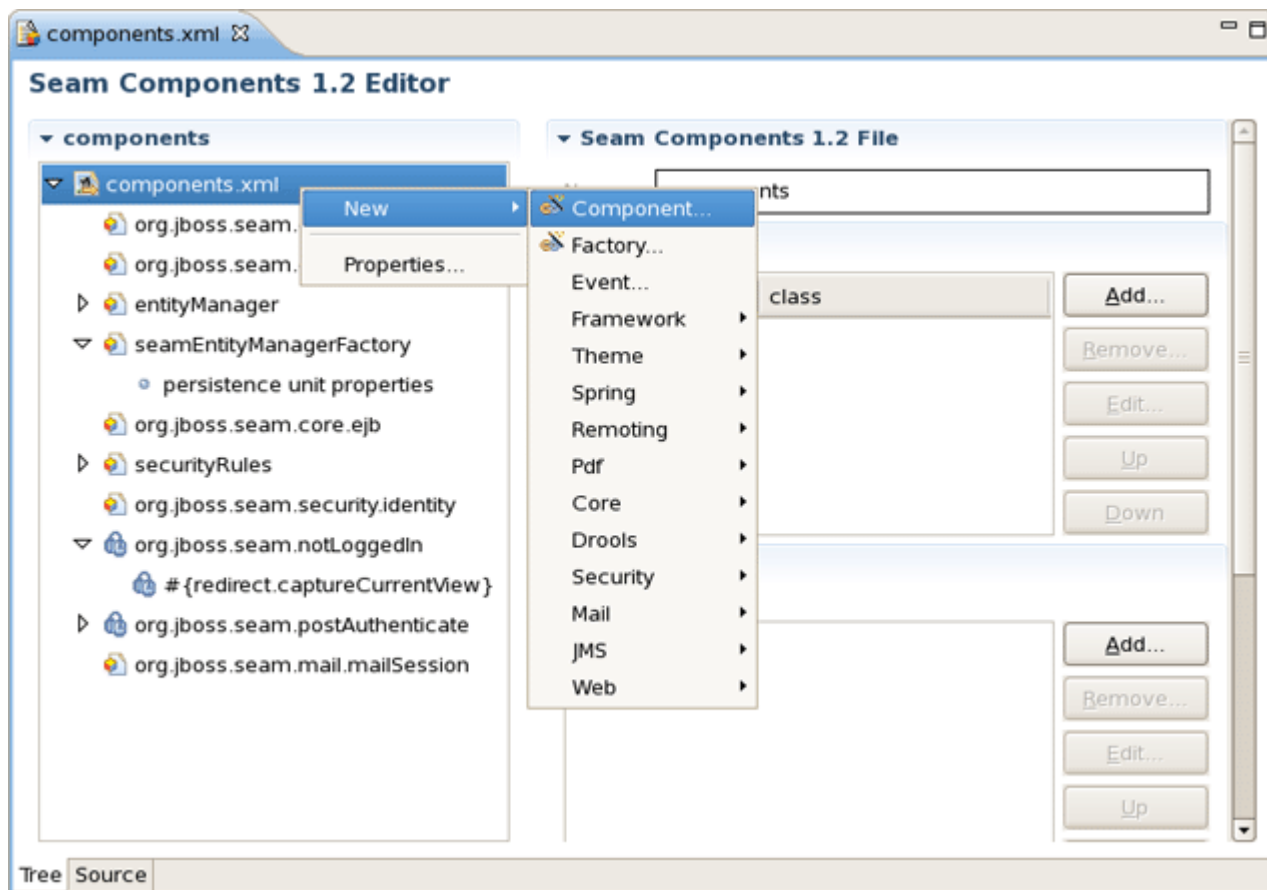 components.xml
Seam Components 1.2 Editor
components
components.xml
org.jboss.seam.
org.jboss.seam.
entityManager
seamEntityManagerFactory
persistence unit properties
org.jboss.seam.core.ejb
securityRules
org.jboss.seam.security.identity
org.jboss.seam.notLoggedIn
#{redirect.captureCurrentView}
org.jboss.seam.postAuthenticate
org.jboss.seam.mail.mailSession
New
Properties...
Component...
Factory...
Event...
Framework
Theme
Spring
Remoting
Pdf
Core
Drools
Security
Mail
JMS
Web
Seam Components 1.2 File
nts
class
Add...
Remove...
Edit...
Up
Down
Add...
Remove...
Edit...
Up
Tree Source